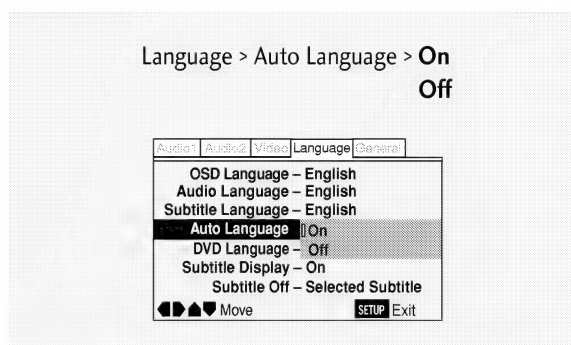 Language > Auto Language > On
Off
Audio1 Audio2 Video Language General
OSD Language – English
Audio Language – English
Subtitle Language – English
Auto Language On
DVD Language – Off
Subtitle Display – On
Subtitle Off – Selected Subtitle
Move SETUP Exit